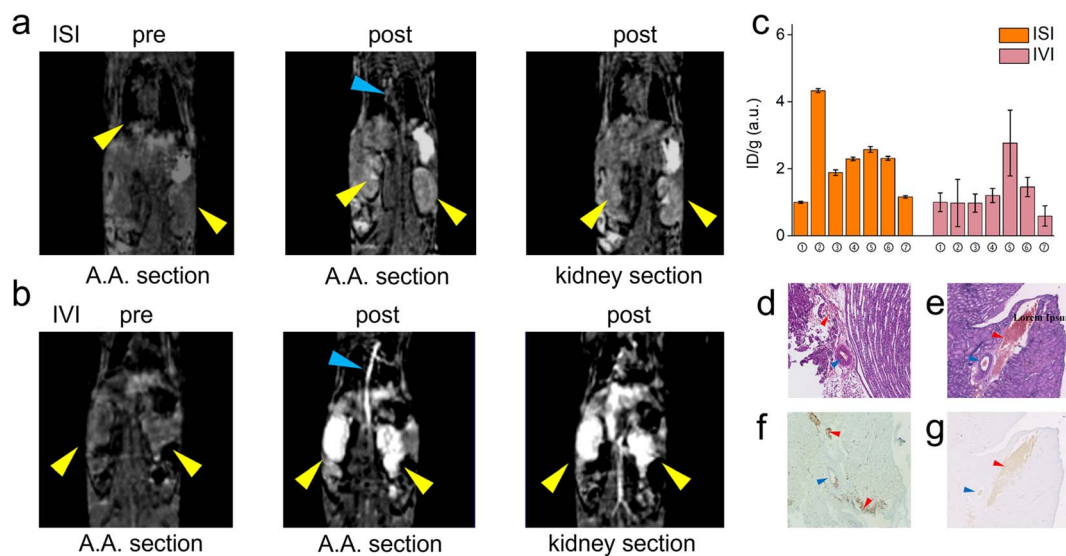 a ISI pre post post
A.A. section A.A. section kidney section
b IVI pre post post
A.A. section A.A. section kidney section
c
ID/g (a.u.)
6
4
2
0
ISI
IVI
① ② ③ ④ ⑤ ⑥ ⑦ ① ② ③ ④ ⑤ ⑥ ⑦
d e
Lorem Ipsu
f g